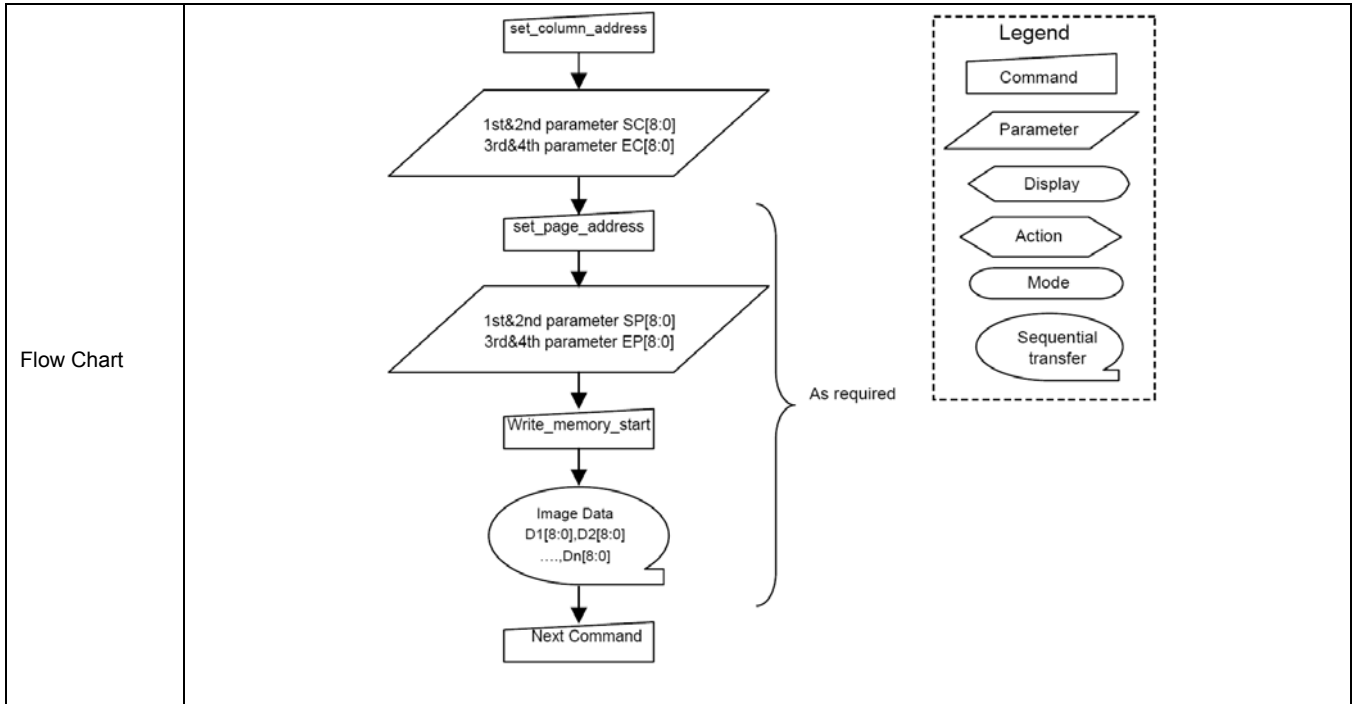 Flow Chart
set_column_address
1st&2nd parameter SC[8:0]
3rd&4th parameter EC[8:0]
set_page_address
1st&2nd parameter SP[8:0]
3rd&4th parameter EP[8:0]
Write_memory_start
Image Data
D1[8:0],D2[8:0]
....,Dn[8:0]
Next Command
As required
Legend
Command
Parameter
Display
Action
Mode
Sequential
transfer